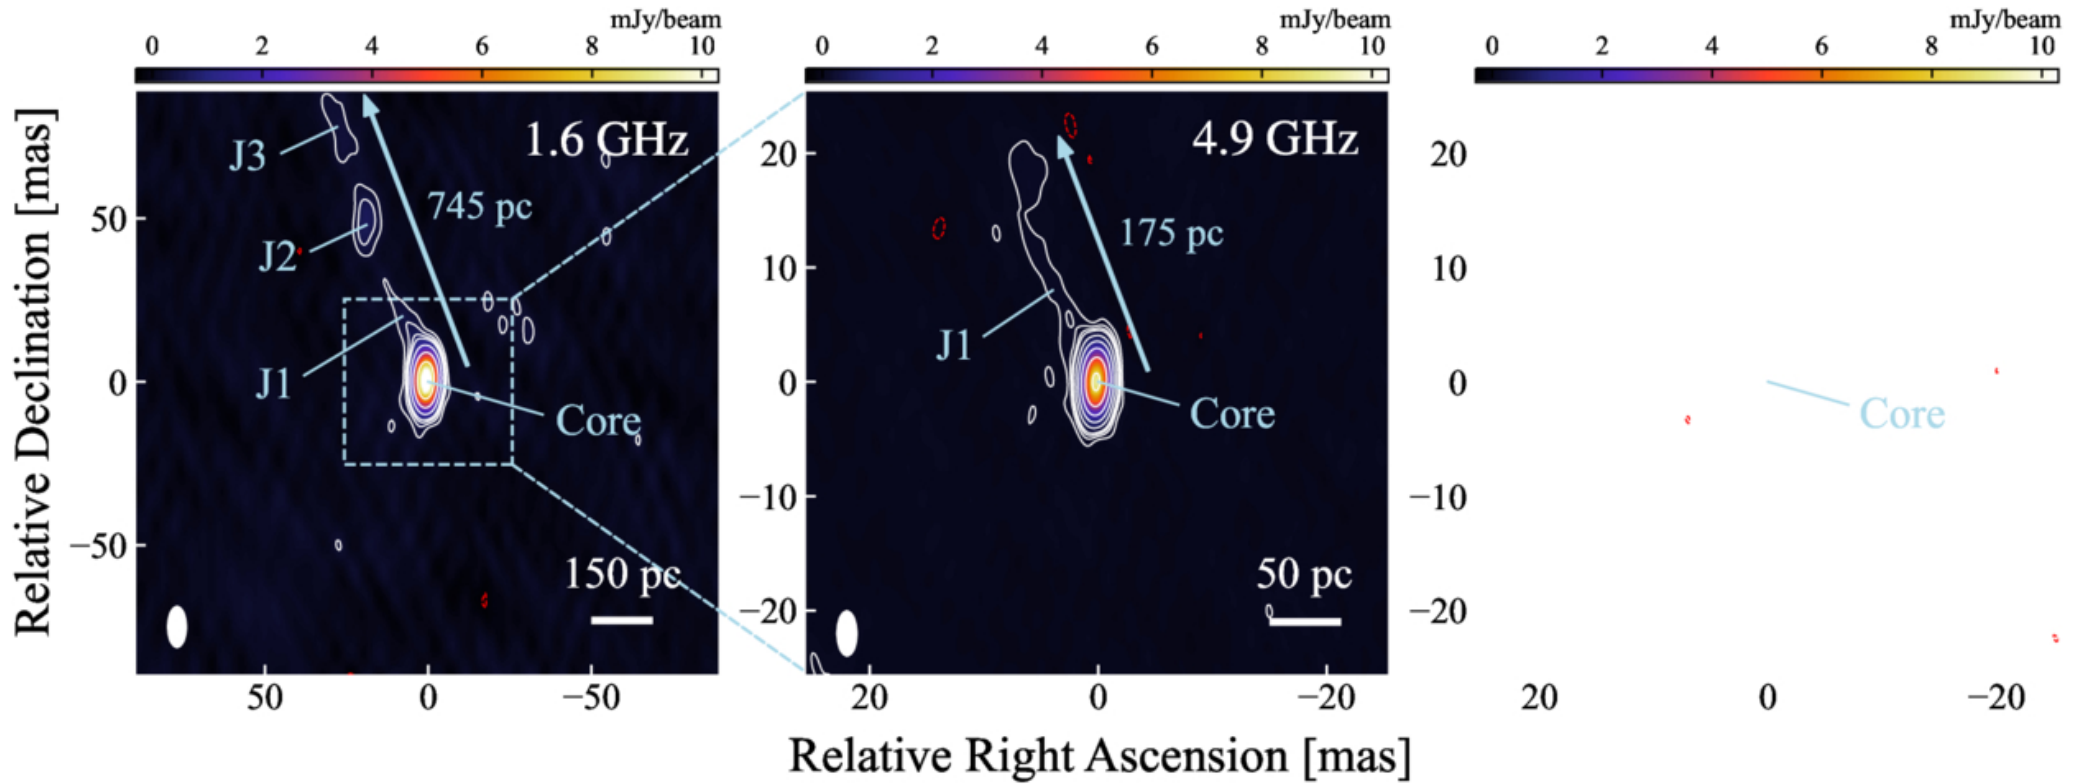 mJy/beam
0 2 4 6 8 10
mJy/beam
0 2 4 6 8 10
mJy/beam
0 2 4 6 8 10
Relative Declination [mas]
50
0
−50
J3
J2
J1
745 pc
1.6 GHz
Core
150 pc
50 0 −50
20
10
0
−10
−20
4.9 GHz
175 pc
J1
Core
50 pc
20 0 −20
20
10
0
−10
−20
Core
20 0 −20
Relative Right Ascension [mas]